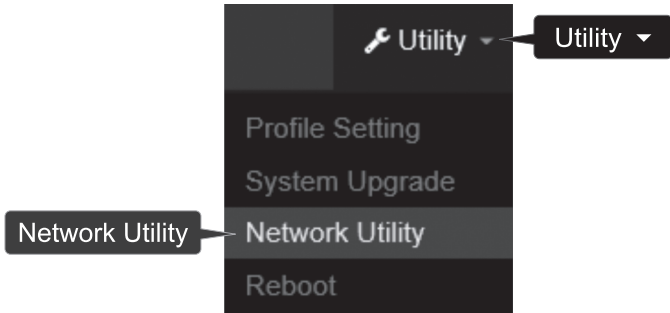 Utility
Utility
Profile Setting
System Upgrade
Network Utility
Network Utility
Reboot